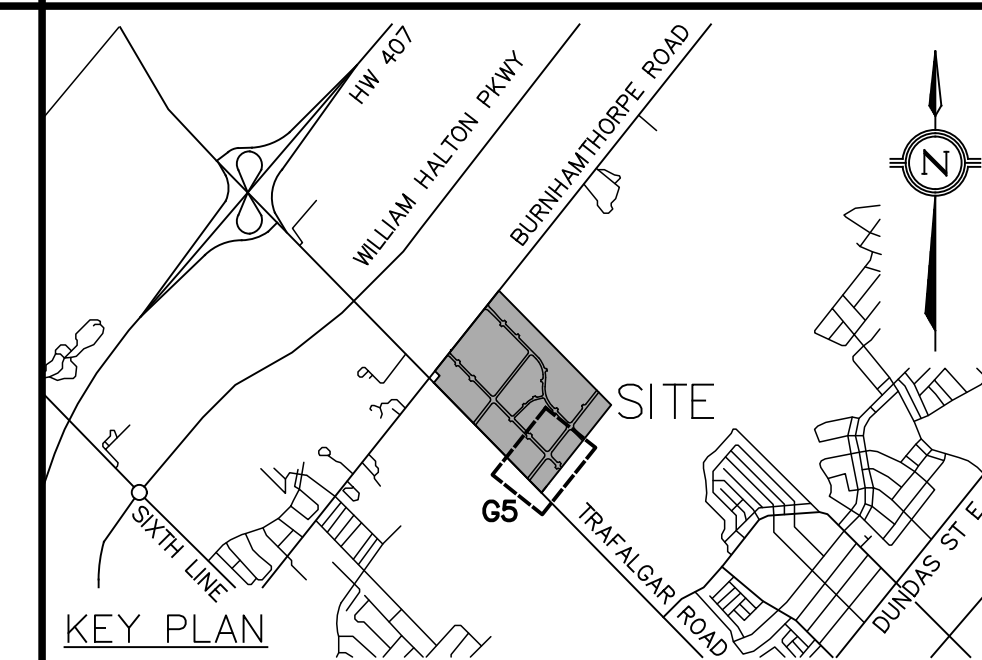 HW 407
WILLIAM HALTON PKWY
BURNHAMTHORPE ROAD
N
SITE
G5
SIXTH LINE
TRAFALGAR ROAD
DUNDAS ST E
KEY PLAN